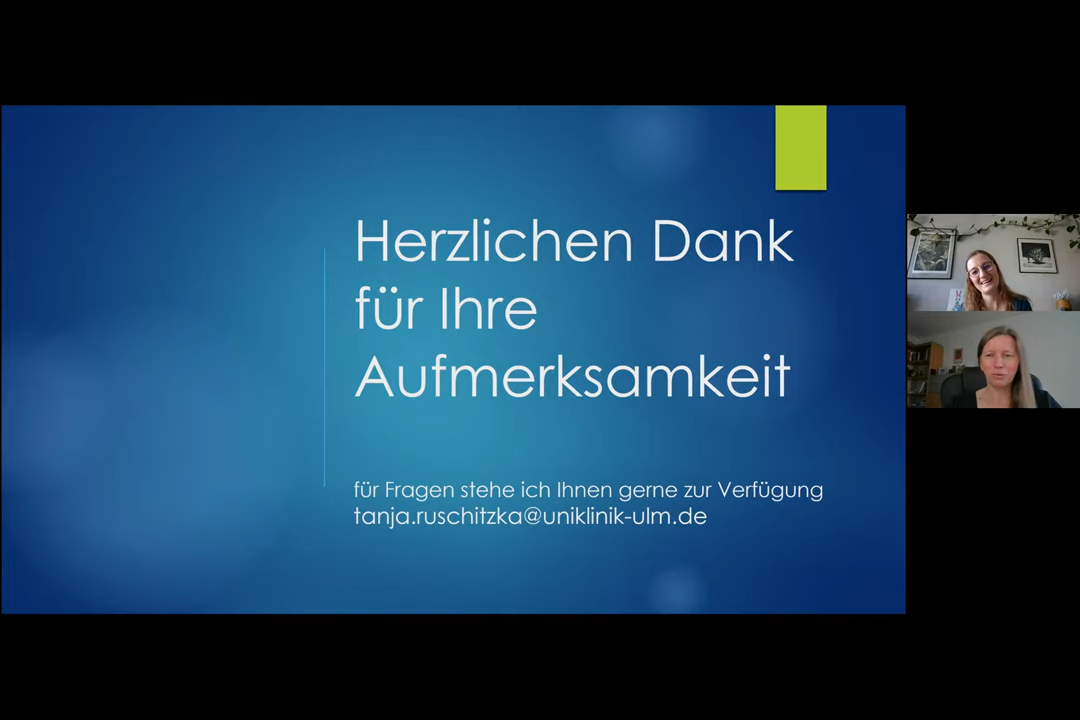 Herzlichen Dank
für Ihre
Aufmerksamkeit
für Fragen stehe ich Ihnen gerne zur Verfügung
tanja.ruschitzka@uniklinik-ulm.de